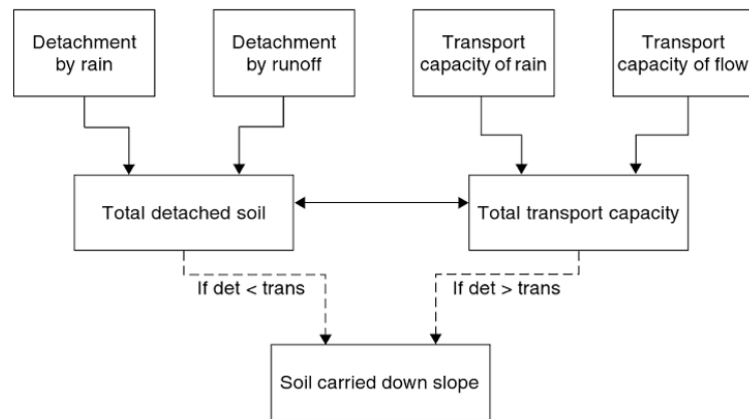 Detachment
by rain
Detachment
by runoff
Transport
capacity of rain
Transport
capacity of flow
Total detached soil
Total transport capacity
If det < trans
If det > trans
Soil carried down slope